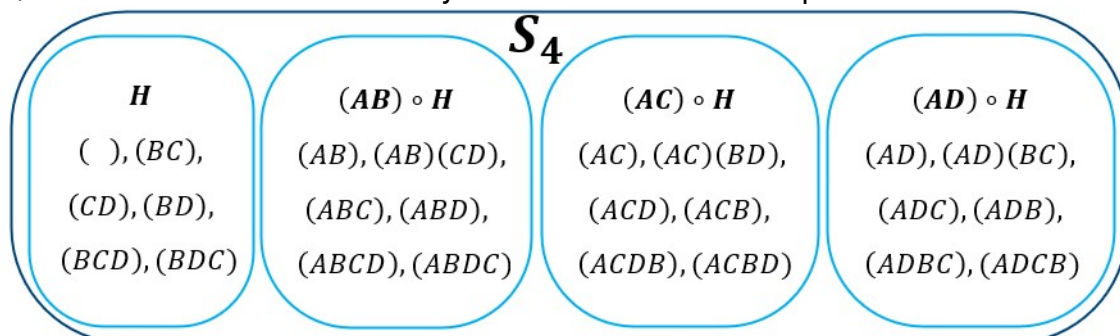 S₄
H
( ), (BC),
(CD), (BD),
(BCD), (BDC)
(AB) ∘ H
(AB), (AB)(CD),
(ABC), (ABD),
(ABCD), (ABDC)
(AC) ∘ H
(AC), (AC)(BD),
(ACD), (ACB),
(ACDB), (ACBD)
(AD) ∘ H
(AD), (AD)(BC),
(ADC), (ADB),
(ADBC), (ADCB)